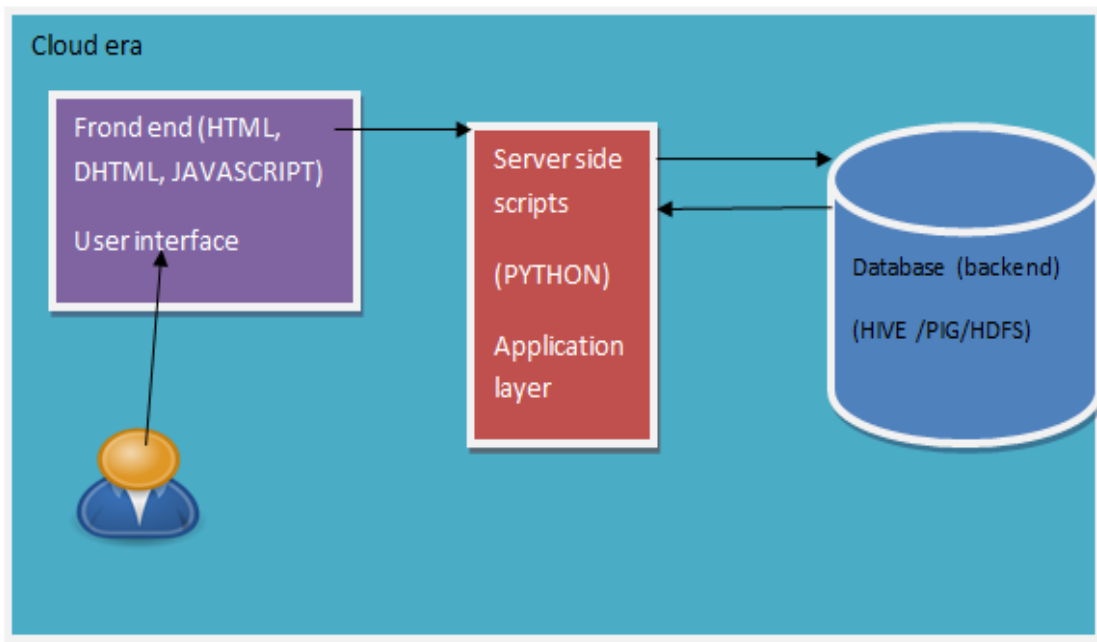 Cloud era
Frond end (HTML,
DHTML, JAVASCRIPT)
User interface
Server side
scripts
(PYTHON)
Application
layer
Database (backend)
(HIVE /PIG/HDFS)